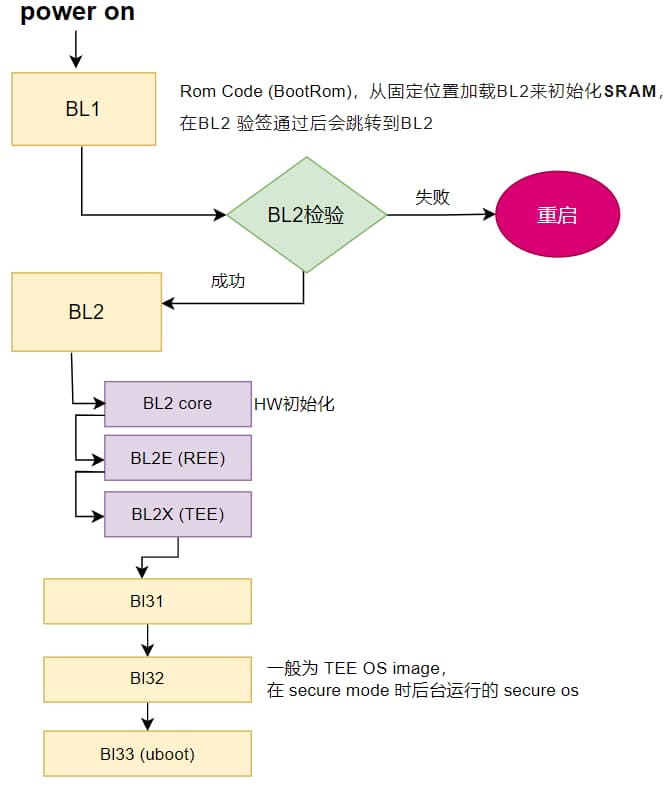 power on
BL1
Rom Code (BootRom)，从固定位置加载BL2来初始化SRAM，
在BL2 验签通过后会跳转到BL2
BL2检验
失败
重启
成功
BL2
BL2 core
HW初始化
BL2E (REE)
BL2X (TEE)
Bl31
Bl32
一般为 TEE OS image，
在 secure mode 时后台运行的 secure os
Bl33 (uboot)